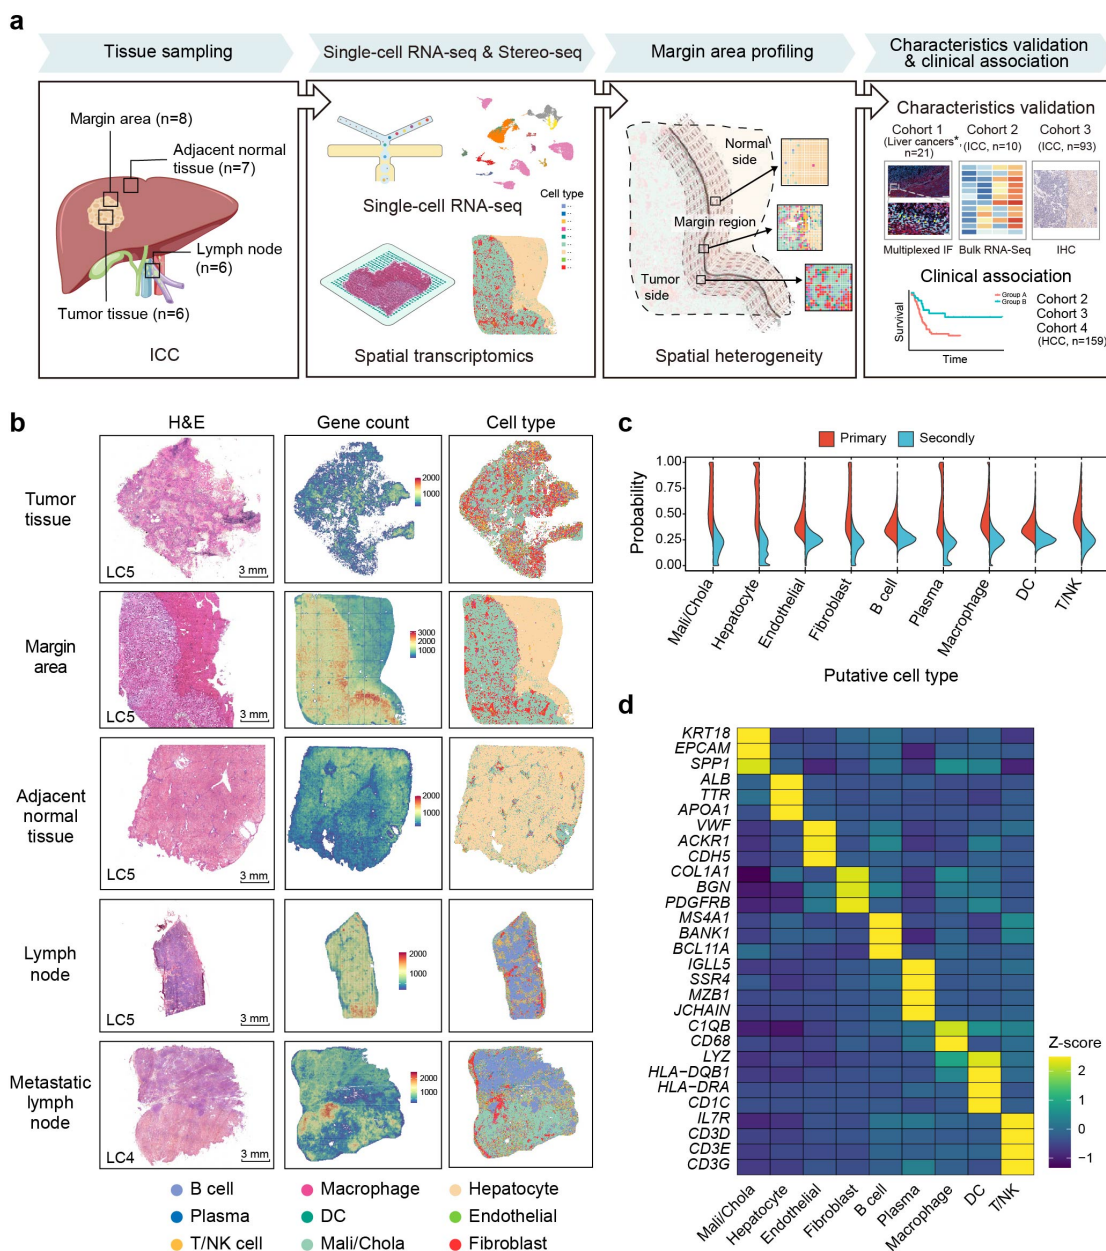 a
Tissue sampling
Single-cell RNA-seq & Stereo-seq
Margin area profiling
Characteristics validation
& clinical association
Margin area (n=8)
Adjacent normal
tissue (n=7)
Lymph node
(n=6)
Tumor tissue (n=6)
ICC
Cell type
Single-cell RNA-seq
Spatial transcriptomics
Normal
side
Margin region
Tumor
side
Spatial heterogeneity
Characteristics validation
Cohort 1
(Liver cancers*,
n=21)
Cohort 2
(ICC, n=10)
Cohort 3
(ICC, n=93)
Multiplexed IF
Bulk RNA-Seq
IHC
Clinical association
Survival
Time
Group A
Group B
Cohort 2
Cohort 3
Cohort 4
(HCC, n=159)
b
H&E
Gene count
Cell type
Tumor
tissue
LC5
3 mm
2000
1000
Margin
area
LC5
3 mm
3000
2000
1000
Adjacent
normal
tissue
LC5
3 mm
2000
1000
Lymph
node
LC5
3 mm
2000
1000
Metastatic
lymph
node
LC4
3 mm
2000
1000
B cell
Macrophage
Hepatocyte
Plasma
DC
Endothelial
T/NK cell
Mali/Chola
Fibroblast
c
Primary
Secondly
Probability
1.00
0.75
0.50
0.25
0.00
Mali/Chola
Hepatocyte
Endothelial
Fibroblast
B cell
Plasma
Macrophage
DC
T/NK
Putative cell type
d
KRT18
EPCAM
SPP1
ALB
TTR
APOA1
VWF
ACKR1
CDH5
COL1A1
BGN
PDGFRB
MS4A1
BANK1
BCL11A
IGLL5
SSR4
MZB1
JCHAIN
C1QB
CD68
LYZ
HLA−DQB1
HLA−DRA
CD1C
IL7R
CD3D
CD3E
CD3G
Mali/Chola
Hepatocyte
Endothelial
Fibroblast
B cell
Plasma
Macrophage
DC
T/NK
Z-score
2
1
0
−1